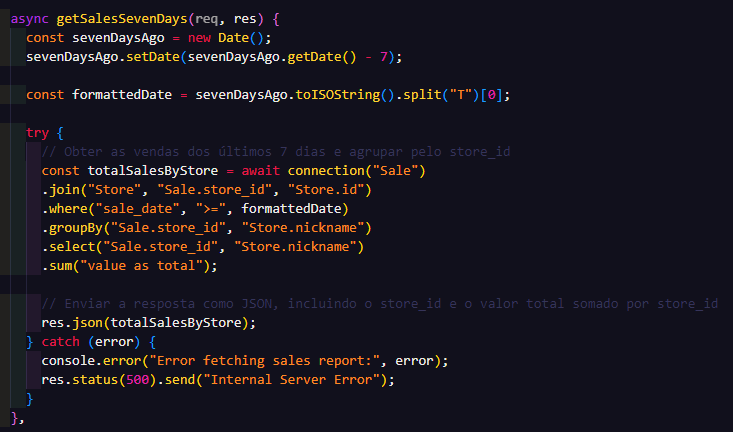 async getSalesSevenDays(req, res) {
const sevenDaysAgo = new Date();
sevenDaysAgo.setDate(sevenDaysAgo.getDate() - 7);
const formattedDate = sevenDaysAgo.toISOString().split("T")[0];
try {
// Obter as vendas dos últimos 7 dias e agrupar pelo store_id
const totalSalesByStore = await connection("Sale")
.join("Store", "Sale.store_id", "Store.id")
.where("sale_date", ">=", formattedDate)
.groupBy("Sale.store_id", "Store.nickname")
.select("Sale.store_id", "Store.nickname")
.sum("value as total");
// Enviar a resposta como JSON, incluindo o store_id e o valor total somado por store_id
res.json(totalSalesByStore);
} catch (error) {
console.error("Error fetching sales report:", error);
res.status(500).send("Internal Server Error");
}
},